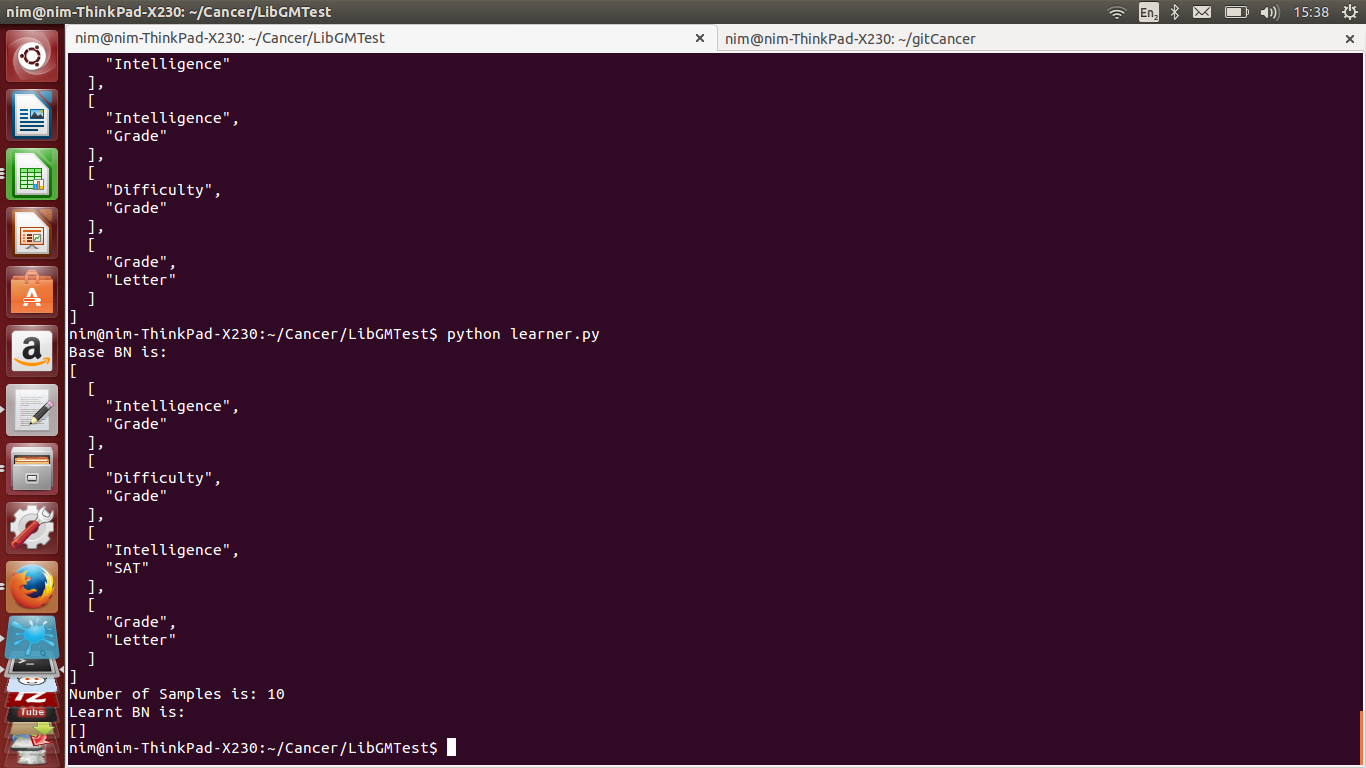 nim@nim-ThinkPad-X230: ~/Cancer/LibGMTest
En2
15:38
nim@nim-ThinkPad-X230: ~/Cancer/LibGMTest ×
nim@nim-ThinkPad-X230: ~/gitCancer ×
"Intelligence"
],
[
"Intelligence",
"Grade"
],
[
"Difficulty",
"Grade"
],
[
"Grade",
"Letter"
]
]
nim@nim-ThinkPad-X230:~/Cancer/LibGMTest$ python learner.py
Base BN is:
[
[
"Intelligence",
"Grade"
],
[
"Difficulty",
"Grade"
],
[
"Intelligence",
"SAT"
],
[
"Grade",
"Letter"
]
]
Number of Samples is: 10
Learnt BN is:
[]
nim@nim-ThinkPad-X230:~/Cancer/LibGMTest$
a
Tube